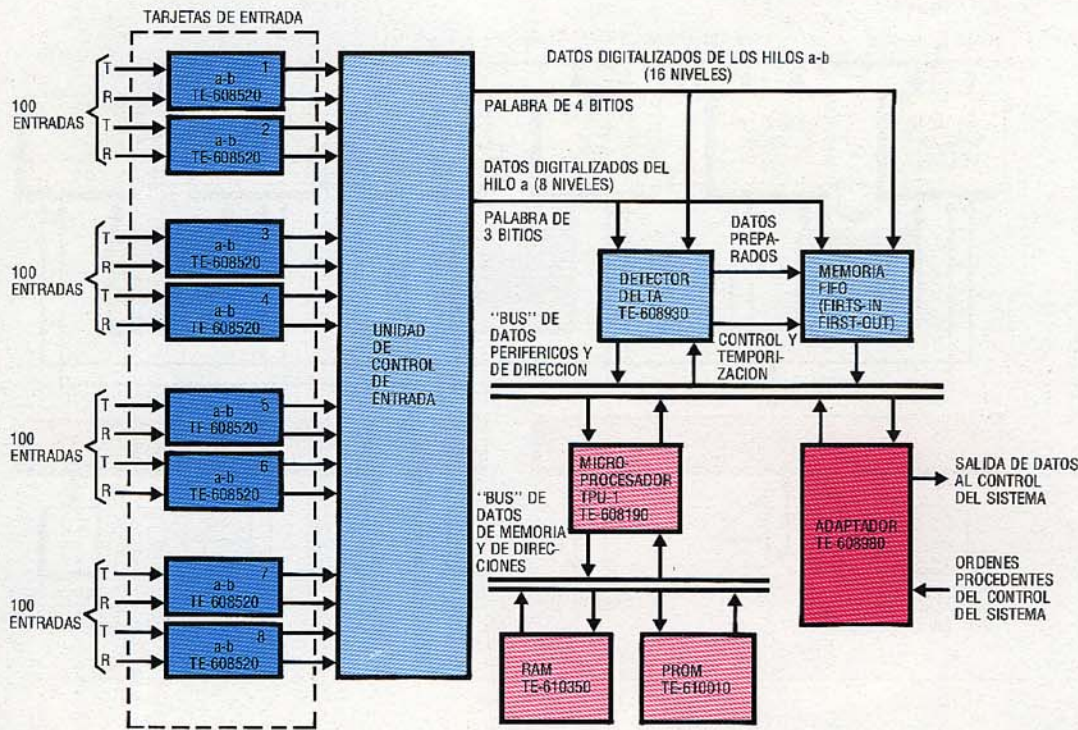 TARJETAS DE ENTRADA
100
ENTRADAS
T
R
T
R
1
a-b
TE-608520
2
a-b
TE-608520
100
ENTRADAS
T
R
T
R
3
a-b
TE-608520
4
a-b
TE-608520
100
ENTRADAS
T
R
T
R
5
a-b
TE-608520
6
a-b
TE-608520
100
ENTRADAS
T
R
T
R
7
a-b
TE-608520
8
a-b
TE-608520
UNIDAD
DE
CONTROL
DE
ENTRADA
DATOS DIGITALIZADOS DE LOS HILOS a-b
(16 NIVELES)
PALABRA DE 4 BITIOS
DATOS DIGITALIZADOS DEL
HILO a (8 NIVELES)
PALABRA DE
3 BITIOS
DETECTOR
DELTA
TE-608930
DATOS
PREPA-
RADOS
MEMORIA
FIFO
(FIRTS-IN
FIRST-OUT)
"BUS" DE
DATOS
PERIFERICOS Y
DE DIRECCION
CONTROL Y
TEMPORI-
ZACION
MICRO-
PROCESADOR
TPU-1
TE-608190
"BUS" DE
DATOS
DE MEMORIA
Y DE DIREC-
CIONES
ADAPTADOR
TE-608980
SALIDA DE DATOS
AL CONTROL
DEL SISTEMA
ORDENES
PROCEDENTES
DEL CONTROL
DEL SISTEMA
RAM
TE-610350
PROM
TE-610010